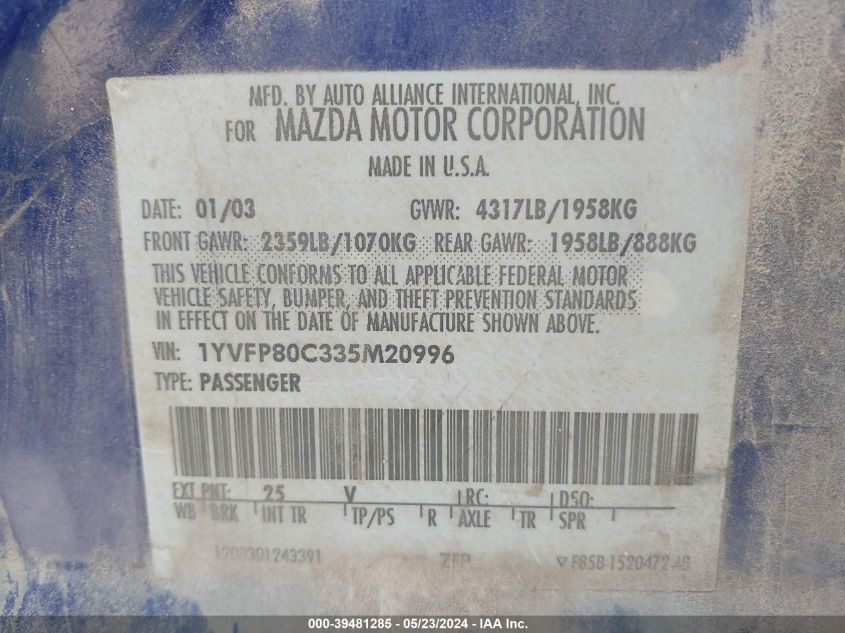 MFD. BY AUTO ALLIANCE INTERNATIONAL, INC.
FOR MAZDA MOTOR CORPORATION
MADE IN U.S.A.
DATE: 01/03 GVWR: 4317LB/1958KG
FRONT GAWR: 2359LB/1070KG REAR GAWR: 1958LB/888KG
THIS VEHICLE CONFORMS TO ALL APPLICABLE FEDERAL MOTOR
VEHICLE SAFETY, BUMPER, AND THEFT PREVENTION STANDARDS
IN EFFECT ON THE DATE OF MANUFACTURE SHOWN ABOVE.
VIN: 1YVFP80C335M20996
TYPE: PASSENGER
EXT PNT: 25 V RC: DSO:
WB BRK INT TR TP/PS R AXLE TR SPR
1200301243391 F85B-1520472-AB
000-39481285 - 05/23/2024 - IAA Inc.